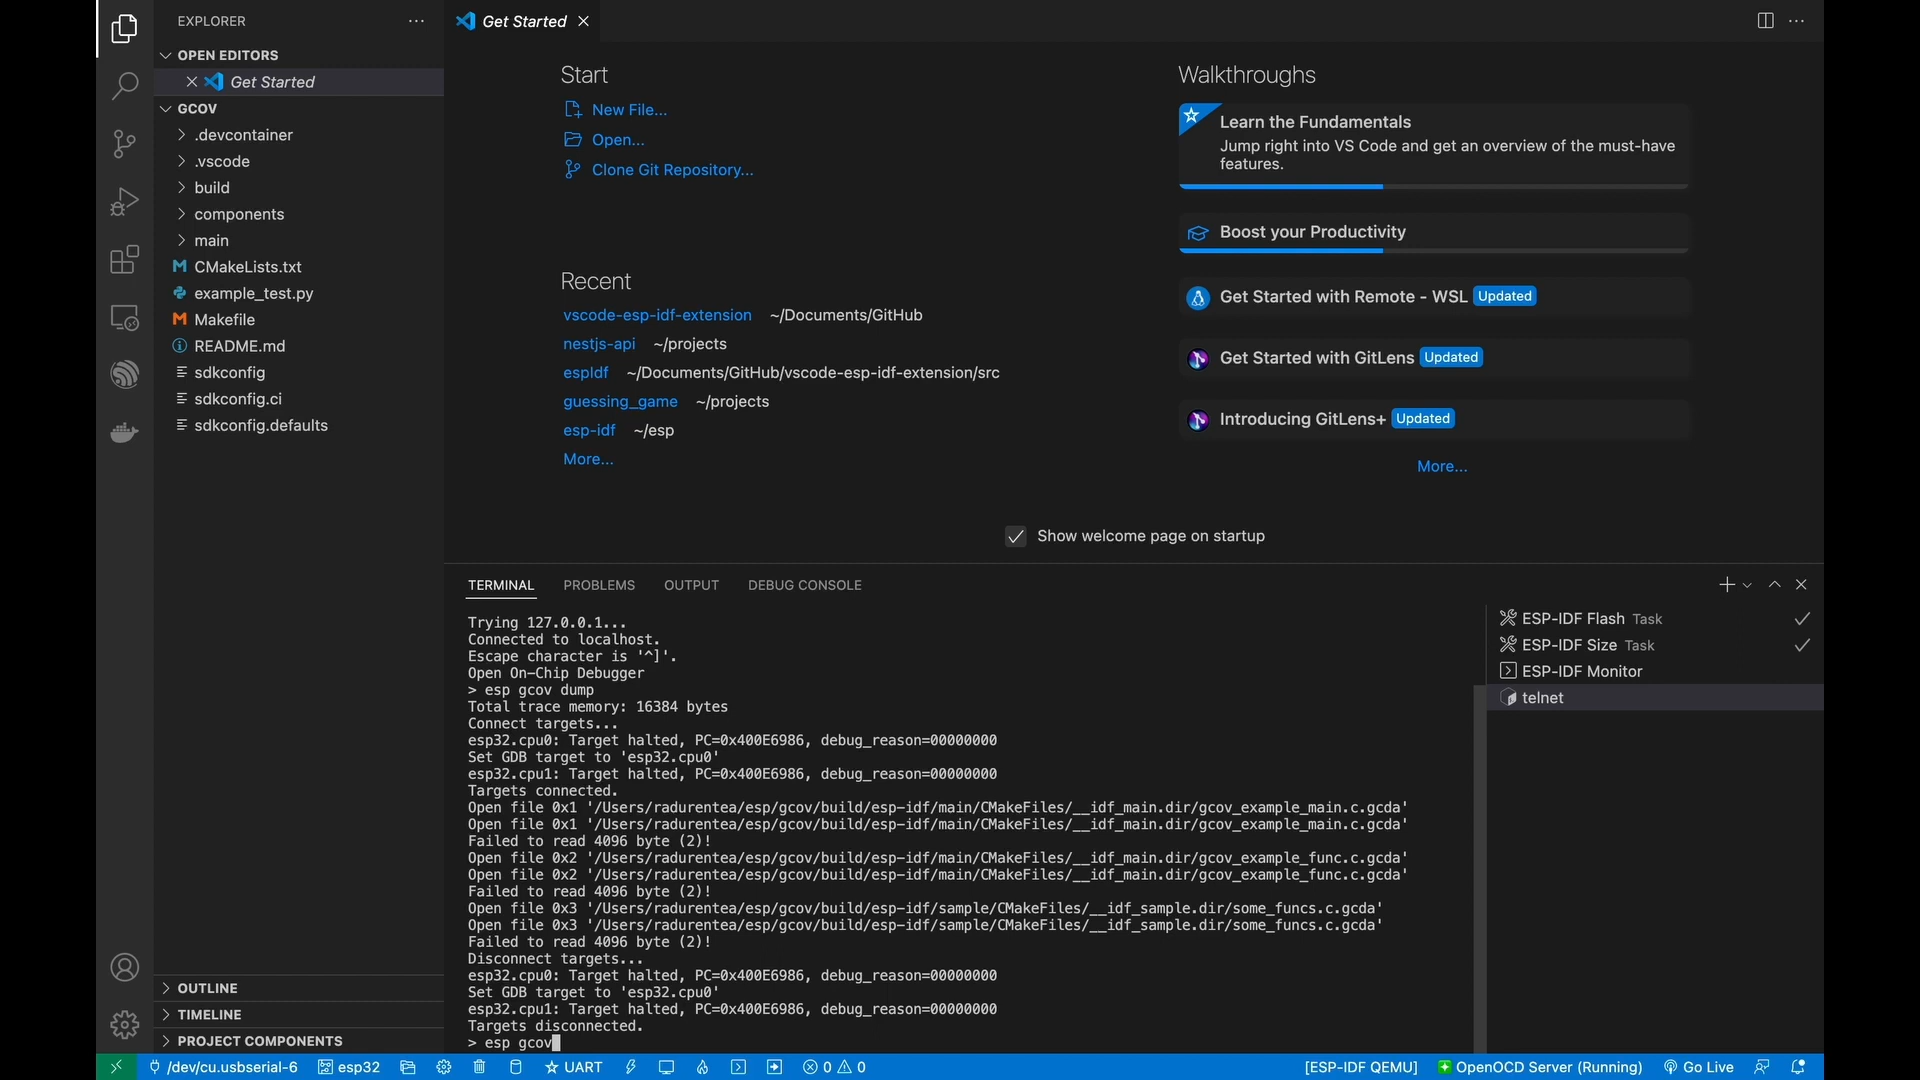 EXPLORER
OPEN EDITORS
Get Started
GCOV
.devcontainer
.vscode
build
components
main
CMakeLists.txt
example_test.py
Makefile
README.md
sdkconfig
sdkconfig.ci
sdkconfig.defaults
OUTLINE
TIMELINE
PROJECT COMPONENTS
Get Started
Start
New File...
Open...
Clone Git Repository...
Recent
vscode-esp-idf-extension ~/Documents/GitHub
nestjs-api ~/projects
espIdf ~/Documents/GitHub/vscode-esp-idf-extension/src
guessing_game ~/projects
esp-idf ~/esp
More...
Walkthroughs
Learn the Fundamentals
Jump right into VS Code and get an overview of the must-have
features.
Boost your Productivity
Get Started with Remote - WSL Updated
Get Started with GitLens Updated
Introducing GitLens+ Updated
More...
Show welcome page on startup
TERMINAL PROBLEMS OUTPUT DEBUG CONSOLE
Trying 127.0.0.1...
Connected to localhost.
Escape character is '^]'.
Open On-Chip Debugger
> esp gcov dump
Total trace memory: 16384 bytes
Connect targets...
esp32.cpu0: Target halted, PC=0x400E6986, debug_reason=00000000
Set GDB target to 'esp32.cpu0'
esp32.cpu1: Target halted, PC=0x400E6986, debug_reason=00000000
Targets connected.
Open file 0x1 '/Users/radurentea/esp/gcov/build/esp-idf/main/CMakeFiles/__idf_main.dir/gcov_example_main.c.gcda'
Open file 0x1 '/Users/radurentea/esp/gcov/build/esp-idf/main/CMakeFiles/__idf_main.dir/gcov_example_main.c.gcda'
Failed to read 4096 byte (2)!
Open file 0x2 '/Users/radurentea/esp/gcov/build/esp-idf/main/CMakeFiles/__idf_main.dir/gcov_example_func.c.gcda'
Open file 0x2 '/Users/radurentea/esp/gcov/build/esp-idf/main/CMakeFiles/__idf_main.dir/gcov_example_func.c.gcda'
Failed to read 4096 byte (2)!
Open file 0x3 '/Users/radurentea/esp/gcov/build/esp-idf/sample/CMakeFiles/__idf_sample.dir/some_funcs.c.gcda'
Open file 0x3 '/Users/radurentea/esp/gcov/build/esp-idf/sample/CMakeFiles/__idf_sample.dir/some_funcs.c.gcda'
Failed to read 4096 byte (2)!
Disconnect targets...
esp32.cpu0: Target halted, PC=0x400E6986, debug_reason=00000000
Set GDB target to 'esp32.cpu0'
esp32.cpu1: Target halted, PC=0x400E6986, debug_reason=00000000
Targets disconnected.
> esp gcov
ESP-IDF Flash Task
ESP-IDF Size Task
ESP-IDF Monitor
telnet
/dev/cu.usbserial-6 esp32 UART 0 0 [ESP-IDF QEMU] OpenOCD Server (Running) Go Live